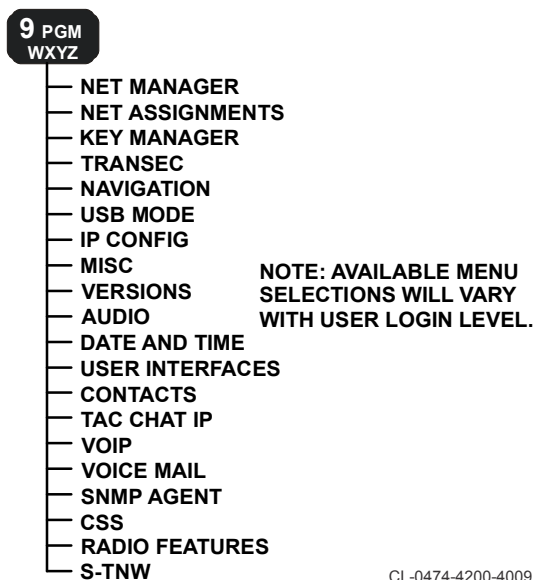 9 PGM
WXYZ
NET MANAGER
NET ASSIGNMENTS
KEY MANAGER
TRANSEC
NAVIGATION
USB MODE
IP CONFIG
MISC
VERSIONS
AUDIO
DATE AND TIME
USER INTERFACES
CONTACTS
TAC CHAT IP
VOIP
VOICE MAIL
SNMP AGENT
CSS
RADIO FEATURES
S-TNW
NOTE: AVAILABLE MENU
SELECTIONS WILL VARY
WITH USER LOGIN LEVEL.
CL-0474-4200-4009